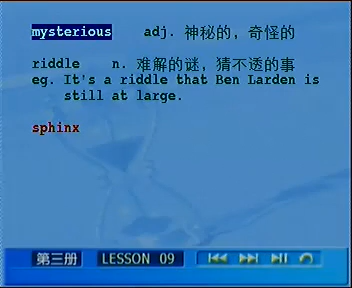 mysterious adj. 神秘的，奇怪的
riddle n. 难解的谜，猜不透的事
eg. It's a riddle that Ben Larden is
still at large.
sphinx
第三册 LESSON 09